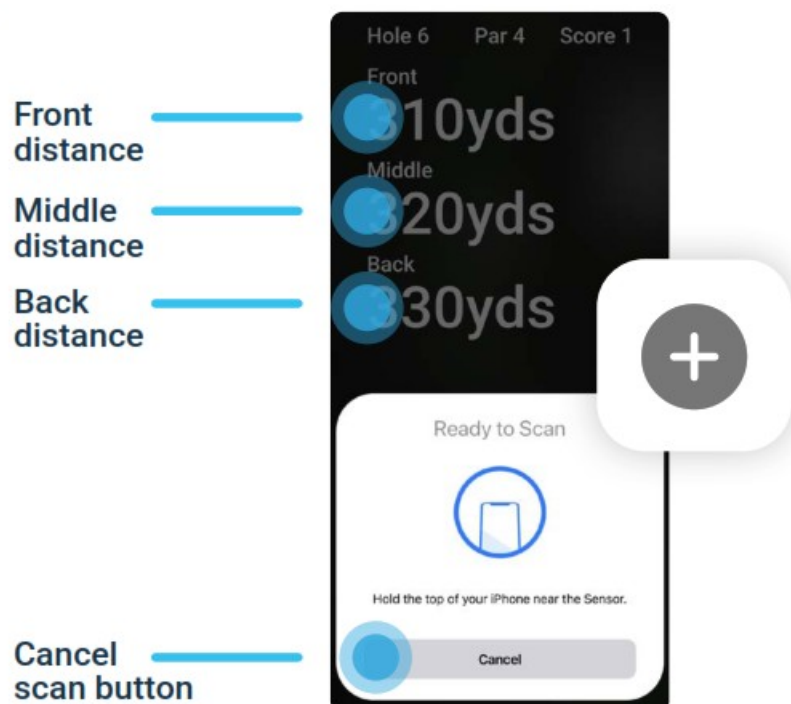 Hole 6 Par 4 Score 1
Front
310yds
Middle
320yds
Back
330yds
Front
distance
Middle
distance
Back
distance
Ready to Scan
Hold the top of your iPhone near the Sensor.
Cancel
Cancel
scan button